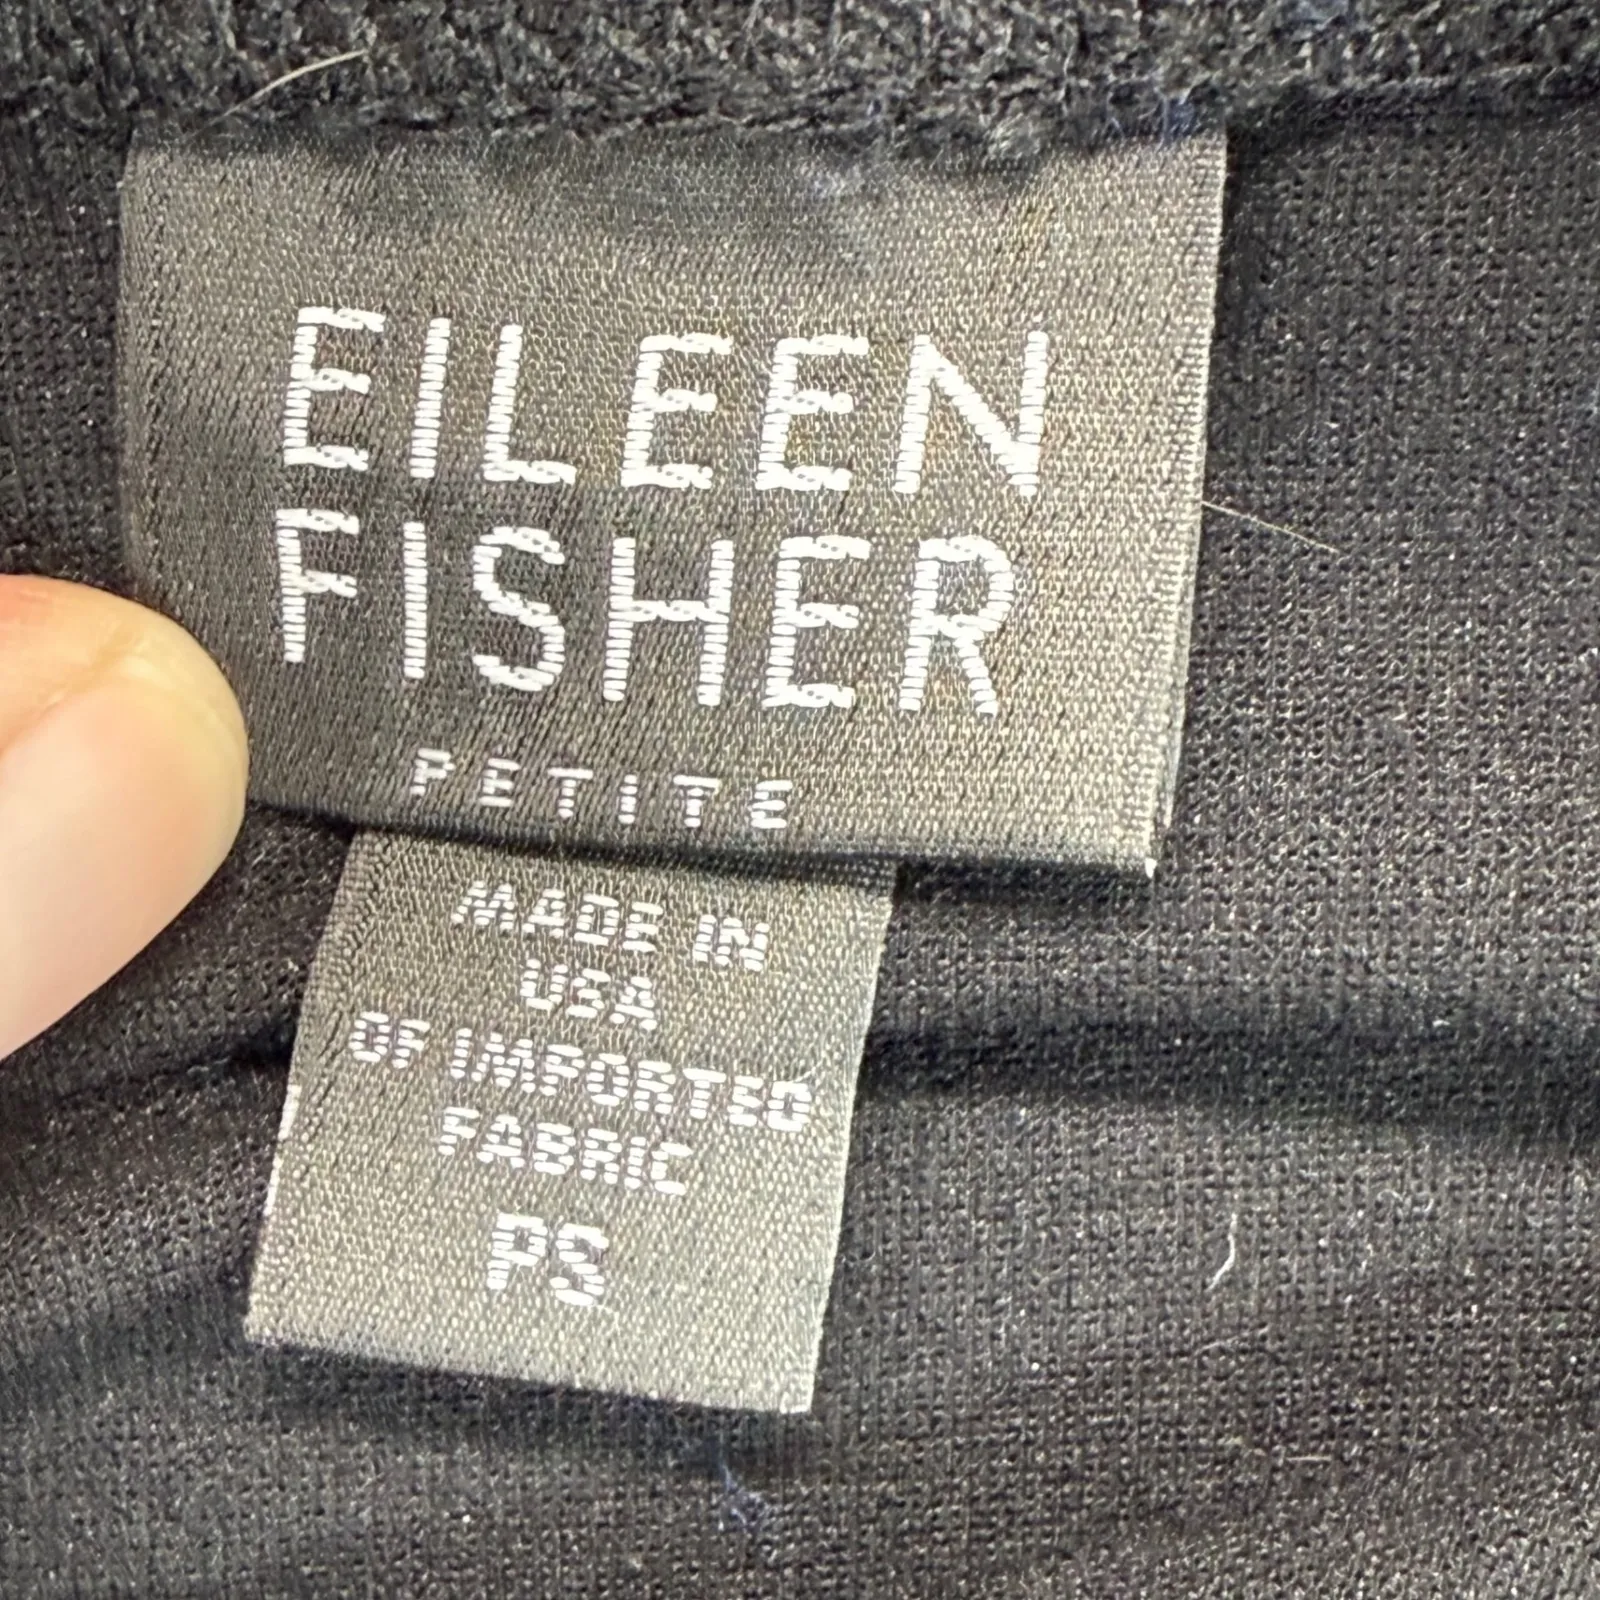 EILEEN
FISHER
PETITE
MADE IN
USA
OF IMPORTED
FABRIC
PS